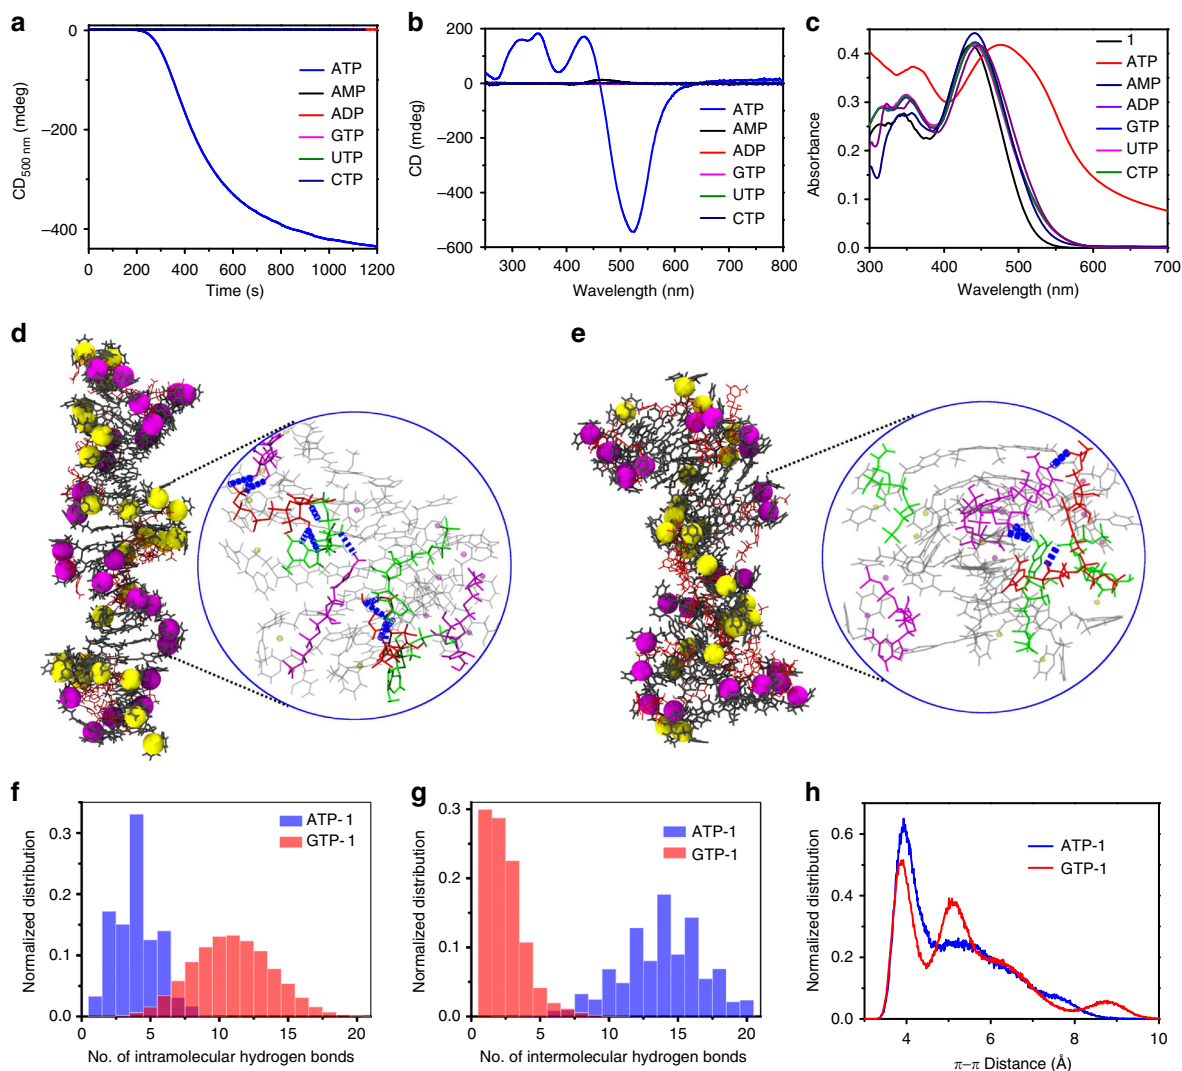 a
0
−200
−400
CD500 nm (mdeg)
0 200 400 600 800 1000 1200
Time (s)
ATP
AMP
ADP
GTP
UTP
CTP
b
200
0
−200
−400
−600
CD (mdeg)
300 400 500 600 700 800
Wavelength (nm)
ATP
AMP
ADP
GTP
UTP
CTP
c
0.4
0.3
0.2
0.1
0.0
Absorbance
300 400 500 600 700
Wavelength (nm)
1
ATP
AMP
ADP
GTP
UTP
CTP
d
e
f
0.3
0.2
0.1
0.0
Normalized distribution
0 5 10 15 20
No. of intramolecular hydrogen bonds
ATP-1
GTP-1
g
0.3
0.2
0.1
0.0
Normalized distribution
0 5 10 15 20
No. of intermolecular hydrogen bonds
ATP-1
GTP-1
h
0.6
0.4
0.2
0.0
Normalized distribution
4 6 8 10
π–π Distance (Å)
ATP-1
GTP-1